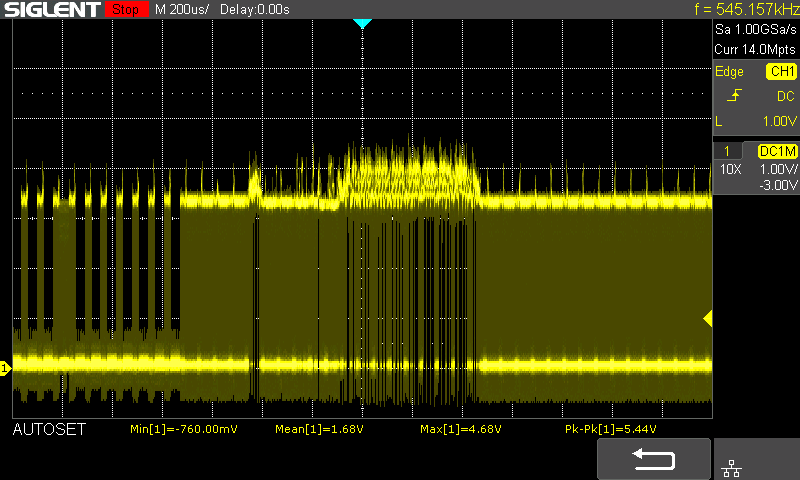 SIGLENT Stop M 200us/ Delay:0.00s f = 545.157kHz
Sa 1.00GSa/s
Curr 14.0Mpts
Edge CH1
DC
L 1.00V
1 DC1M
10X 1.00V/
-3.00V
1
AUTOSET Min[1]=-760.00mV Mean[1]=1.68V Max[1]=4.68V Pk-Pk[1]=5.44V